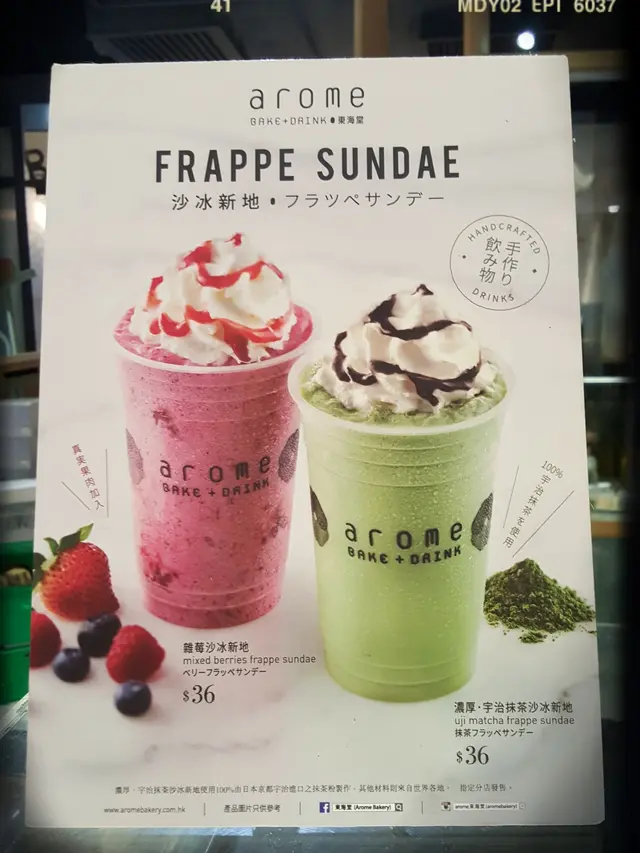 41
MDY02 EPI 6037
arome
BAKE+DRINK●東海堂
FRAPPE SUNDAE
沙冰新地・フラツペサンデー
HANDCRAFTED
手作り
飲み物
DRINKS
arome
BAKE + DRINK
真実果肉加入
arome
BAKE + DRINK
100%
宇治抹茶を使用
雜莓沙冰新地
mixed berries frappe sundae
ベリーフラッペサンデー
$36
濃厚・宇治抹茶沙冰新地
uji matcha frappe sundae
抹茶フラッペサンデー
$36
濃厚・宇治抹茶沙冰新地使用100%由日本京都宇治進口之抹茶粉製作。其他材料則來自世界各地。 指定分店發售。
www.aromebakery.com.hk | 產品圖片只供參考 | 東海堂 (Arome Bakery) | arome.東海堂 (aromebakery)